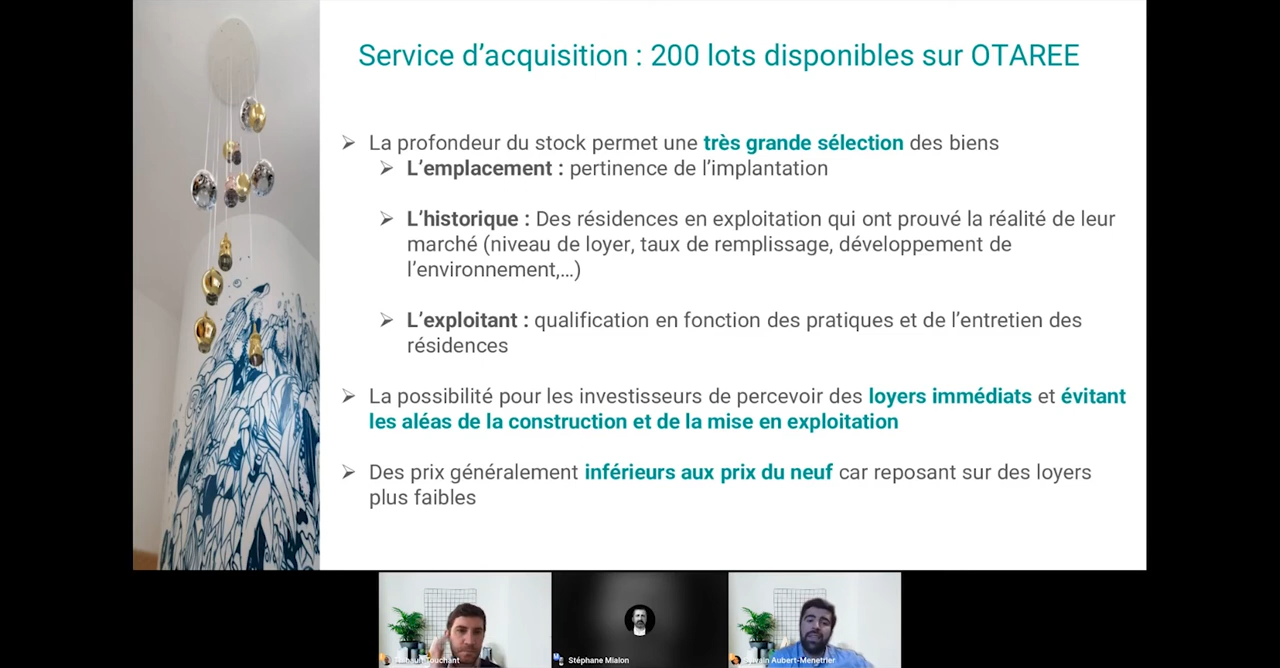 Service d’acquisition : 200 lots disponibles sur OTAREE
➢ La profondeur du stock permet une très grande sélection des biens
➢ L’emplacement : pertinence de l’implantation
➢ L’historique : Des résidences en exploitation qui ont prouvé la réalité de leur
marché (niveau de loyer, taux de remplissage, développement de
l’environnement,…)
➢ L’exploitant : qualification en fonction des pratiques et de l’entretien des
résidences
➢ La possibilité pour les investisseurs de percevoir des loyers immédiats et évitant
les aléas de la construction et de la mise en exploitation
➢ Des prix généralement inférieurs aux prix du neuf car reposant sur des loyers
plus faibles
Stéphane Mialon
Aubert-Menetrier